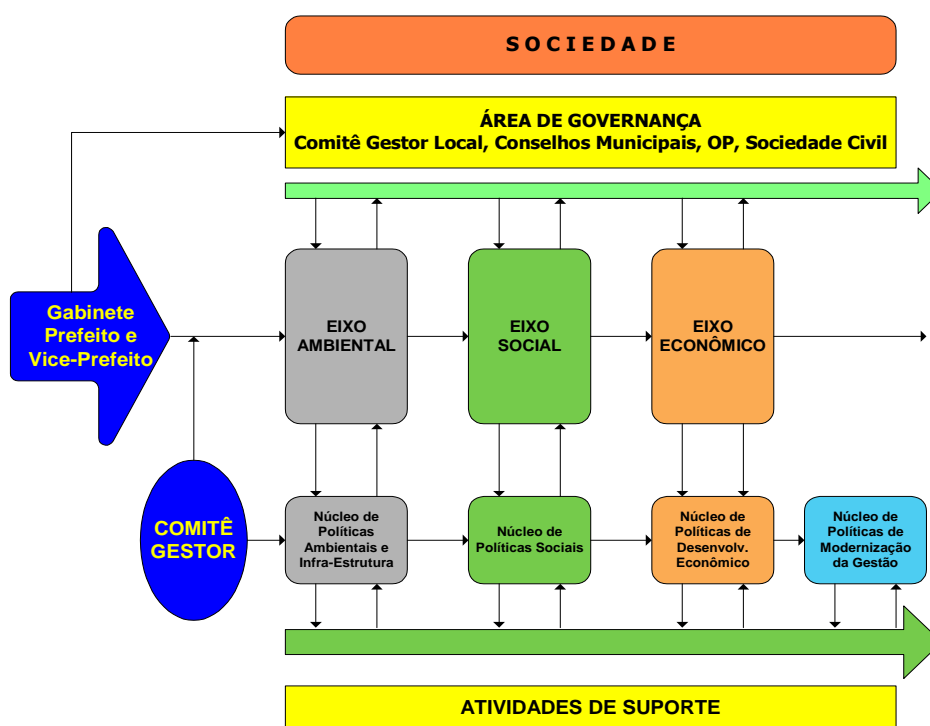 S O C I E D A D E
ÁREA DE GOVERNANÇA
Comitê Gestor Local, Conselhos Municipais, OP, Sociedade Civil
Gabinete
Prefeito e
Vice-Prefeito
EIXO
AMBIENTAL
EIXO
SOCIAL
EIXO
ECONÔMICO
COMITÊ
GESTOR
Núcleo de
Políticas
Ambientais e
Infra-Estrutura
Núcleo de
Políticas Sociais
Núcleo de
Políticas de
Desenvolv.
Econômico
Núcleo de
Políticas de
Modernização
da Gestão
ATIVIDADES DE SUPORTE